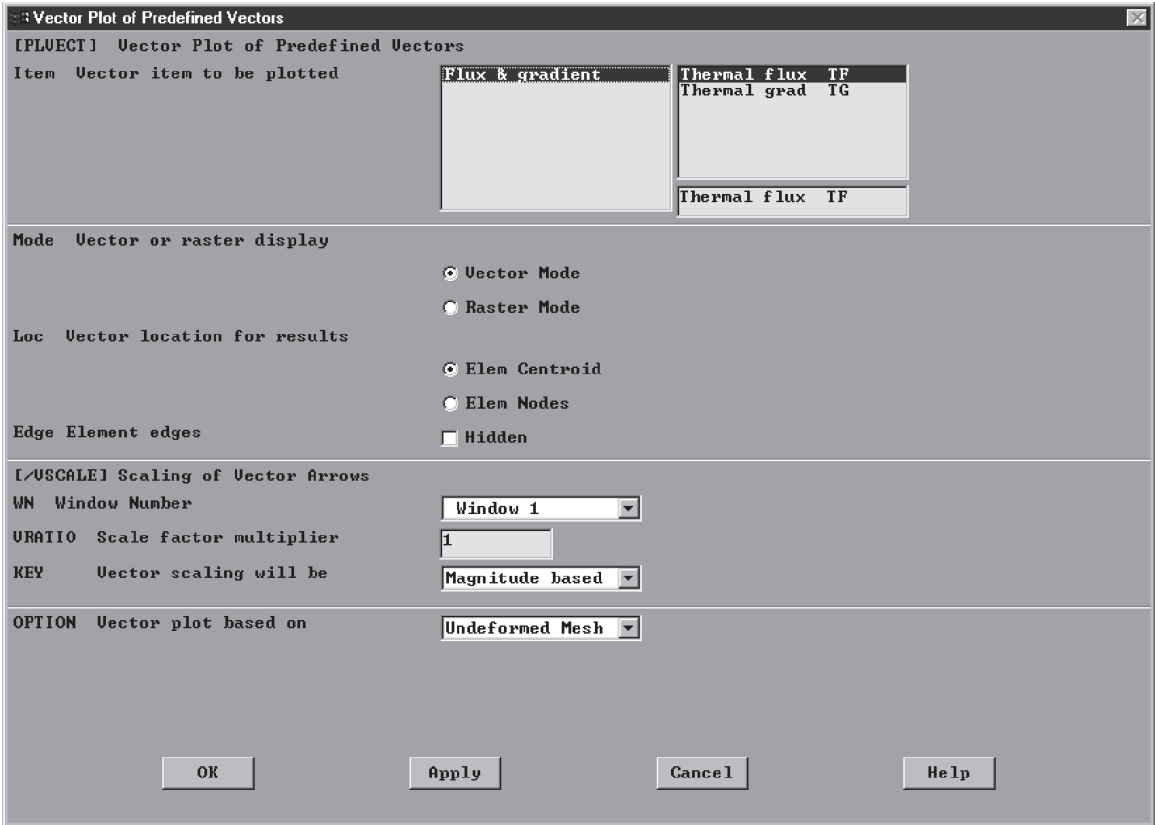 Vector Plot of Predefined Vectors
[PLVECT] Vector Plot of Predefined Vectors
Item Vector item to be plotted
Flux & gradient
Thermal flux TF
Thermal grad TG
Thermal flux TF
Mode Vector or raster display
Vector Mode
Raster Mode
Loc Vector location for results
Elem Centroid
Elem Nodes
Edge Element edges
Hidden
[/VSCALE] Scaling of Vector Arrows
WN Window Number
Window 1
VRATIO Scale factor multiplier
1
KEY Vector scaling will be
Magnitude based
OPTION Vector plot based on
Undeformed Mesh
OK
Apply
Cancel
Help